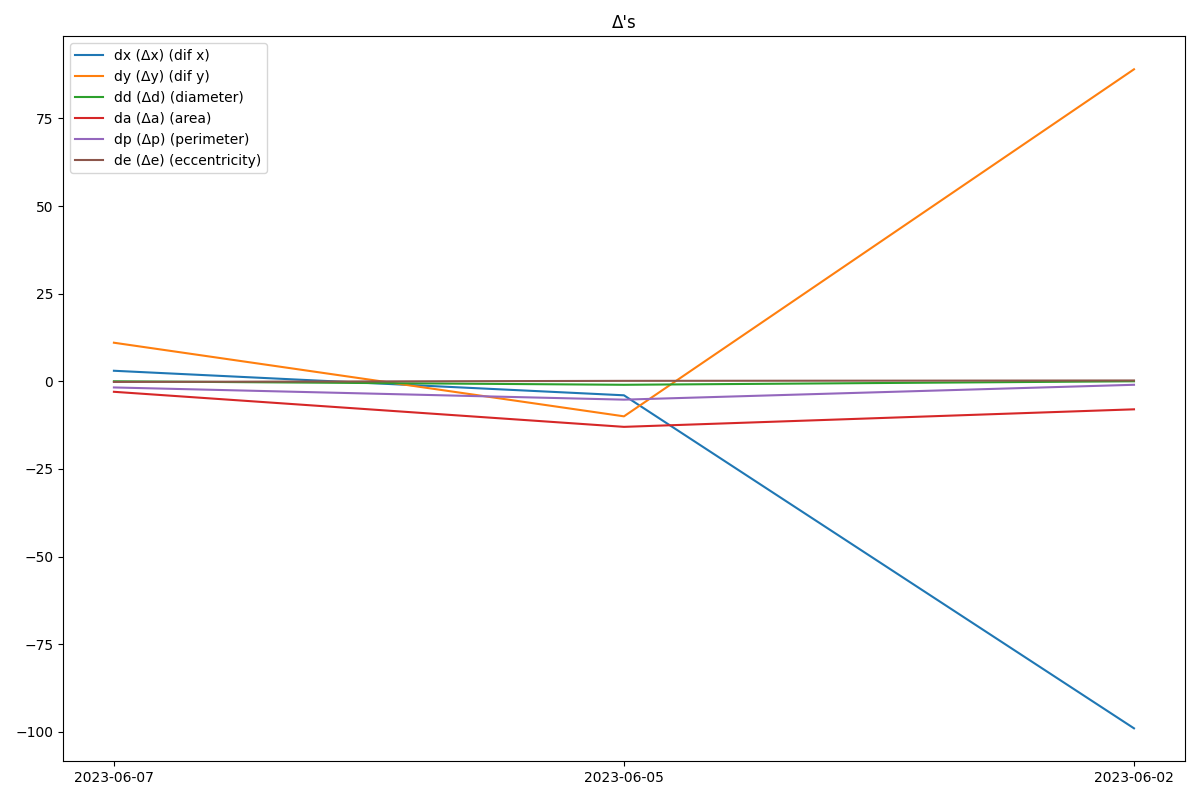 Δ's
dx (Δx) (dif x)
dy (Δy) (dif y)
dd (Δd) (diameter)
da (Δa) (area)
dp (Δp) (perimeter)
de (Δe) (eccentricity)
75
50
25
0
−25
−50
−75
−100
2023-06-07 2023-06-05 2023-06-02